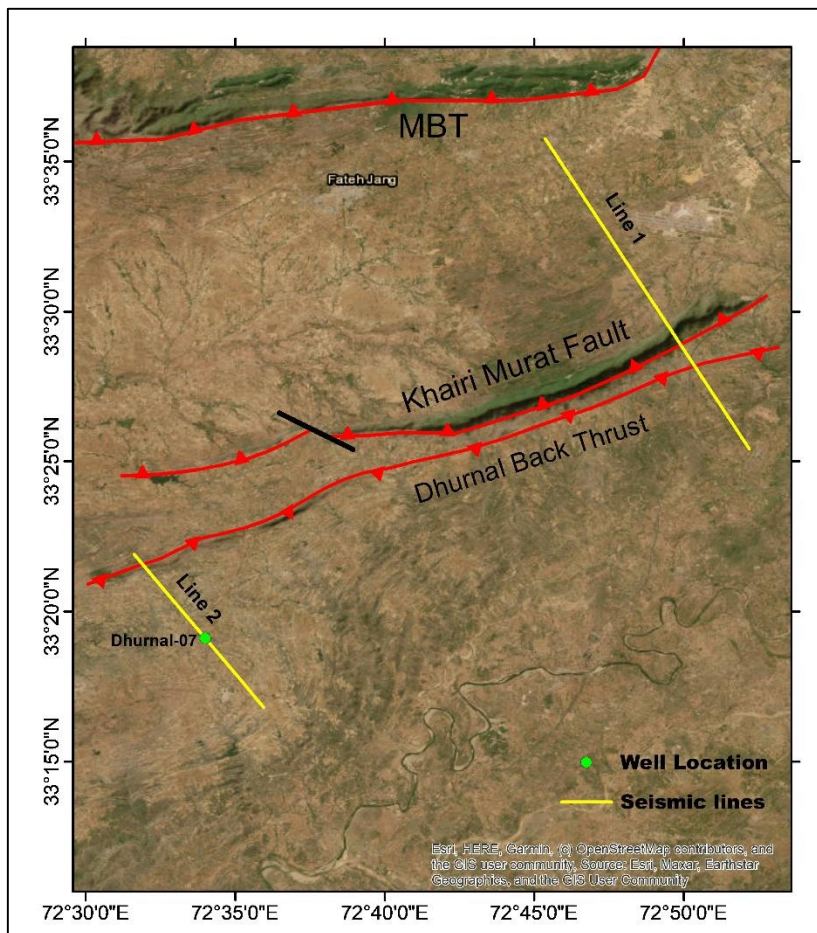 MBT
33°35'0"N
Fateh Jang
Line 1
33°30'0"N
Khairi Murat Fault
Dhurnal Back Thrust
33°25'0"N
33°20'0"N
Line 2
Dhurnal-07
33°15'0"N
Well Location
Seismic lines
Esri, HERE, Garmin, (c) OpenStreetMap contributors, and
the GIS user community, Source: Esri, Maxar, Earthstar
Geographics, and the GIS User Community
72°30'0"E
72°35'0"E
72°40'0"E
72°45'0"E
72°50'0"E